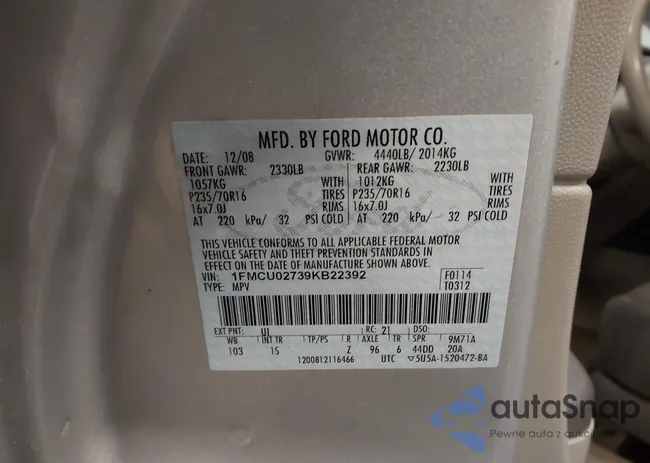 MFD. BY FORD MOTOR CO.
DATE: 12/08 GVWR: 4440LB/ 2014KG
FRONT GAWR: 2330LB REAR GAWR: 2230LB
1057KG WITH 1012KG WITH
P235/70R16 TIRES P235/70R16 TIRES
16x7.0J RIMS 16x7.0J RIMS
AT 220 kPa/ 32 PSI COLD AT 220 kPa/ 32 PSI COLD
THIS VEHICLE CONFORMS TO ALL APPLICABLE FEDERAL MOTOR
VEHICLE SAFETY AND THEFT PREVENTION STANDARDS
IN EFFECT ON THE DATE OF MANUFACTURE SHOWN ABOVE.
VIN: 1FMCU02739KB22392 F0114
TYPE: MPV T0312
EXT PNT: UI RC: 21 DSO:
WB INT TR TP/PS R AXLE TR SPR 9M71A
103 1S Z 96 6 44DD 20A
1200812116466 UTC ▽5U5A-1520472-BA
autaSnap
Pewne auta z aukcji